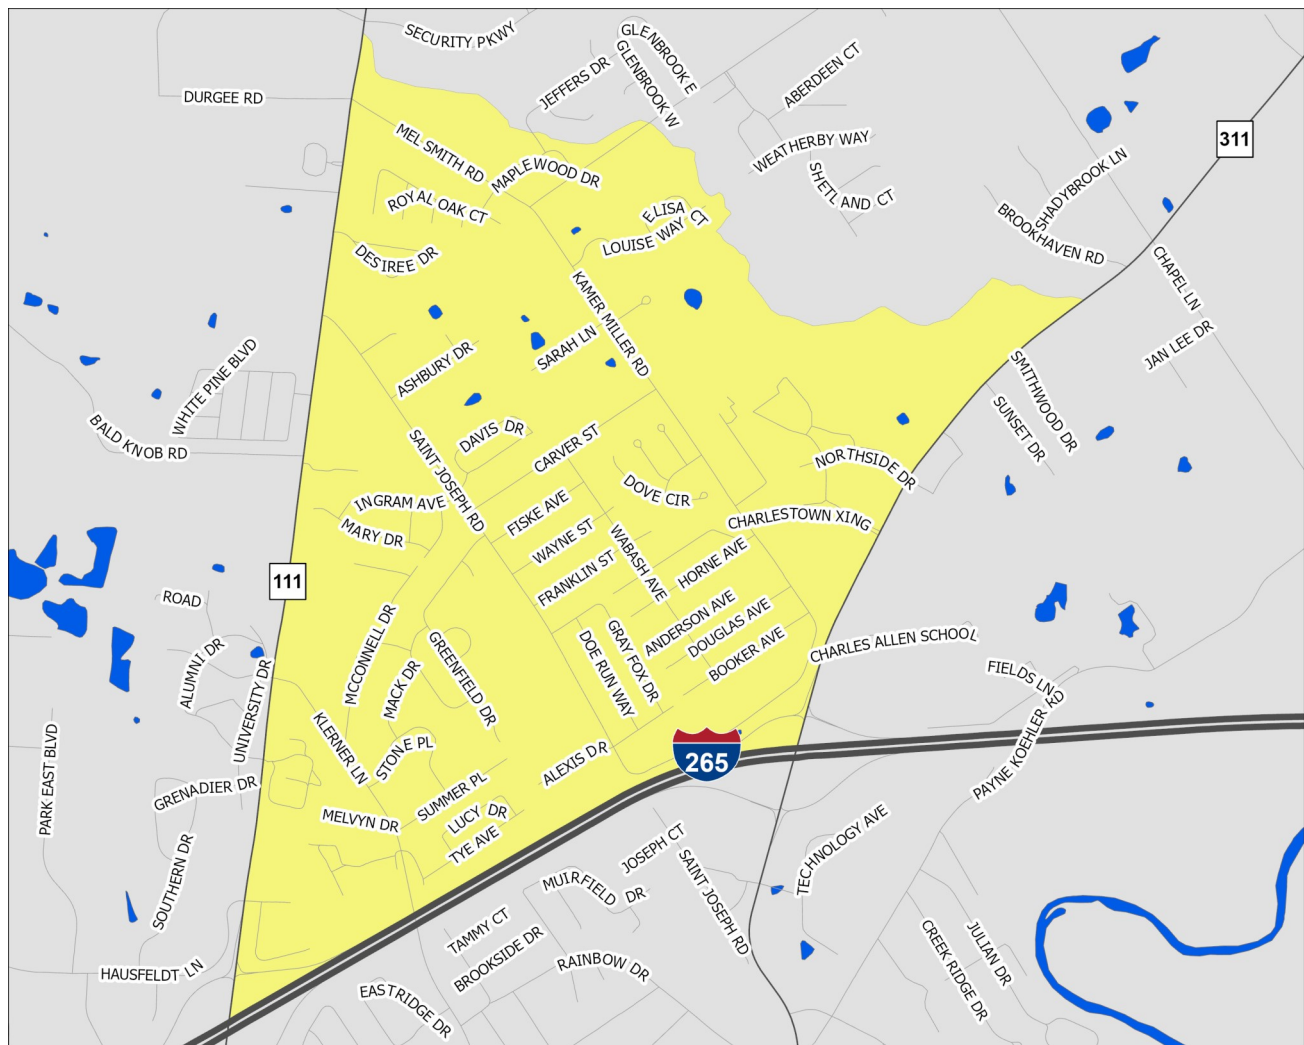 SECURITY PKWY
GLENBROOK E
GLENBROOK W
JEFFERS DR
ABERDEEN CT
DURGEE RD
MEL SMITH RD
MAPLEWOOD DR
WEATHERBY WAY
311
SHADYBROOK LN
SHETLAND CT
ROYAL OAK CT
ELISA CT
LOUISE WAY
BROOKHAVEN RD
DESIREE DR
CHAPEL LN
KAMER MILLER RD
SARAH LN
JAN LEE DR
ASHBURY DR
WHITE PINE BLVD
SMITHWOOD DR
SUNSET DR
BALD KNOB RD
DAVIS DR
CARVER ST
SAINT JOSEPH RD
NORTHSIDE DR
DOVE CIR
INGRAM AVE
FISKE AVE
CHARLESTOWN XING
MARY DR
WAYNE ST
WABASH AVE
HORNE AVE
FRANKLIN ST
111
ROAD
ANDERSON AVE
DOUGLAS AVE
BOOKER AVE
CHARLES ALLEN SCHOOL
MCCONNELL DR
GRAY FOX DR
DOE RUN WAY
GREENFIELD DR
MACK DR
ALUMNI DR
UNIVERSITY DR
FIELDS LN
PAYNE KOEHLER RD
KLERNER LN
STONE PL
265
ALEXIS DR
PARK EAST BLVD
GRENADIER DR
SUMMER PL
LUCY DR
MELVYN DR
TYE AVE
TECHNOLOGY AVE
JOSEPH CT
SAINT JOSEPH RD
SOUTHERN DR
MUIRFIELD DR
TAMMY CT
BROOKSIDE DR
RAINBOW DR
JULIAN DR
CREEK RIDGE DR
HAUSFELDT LN
EASTRIDGE DR